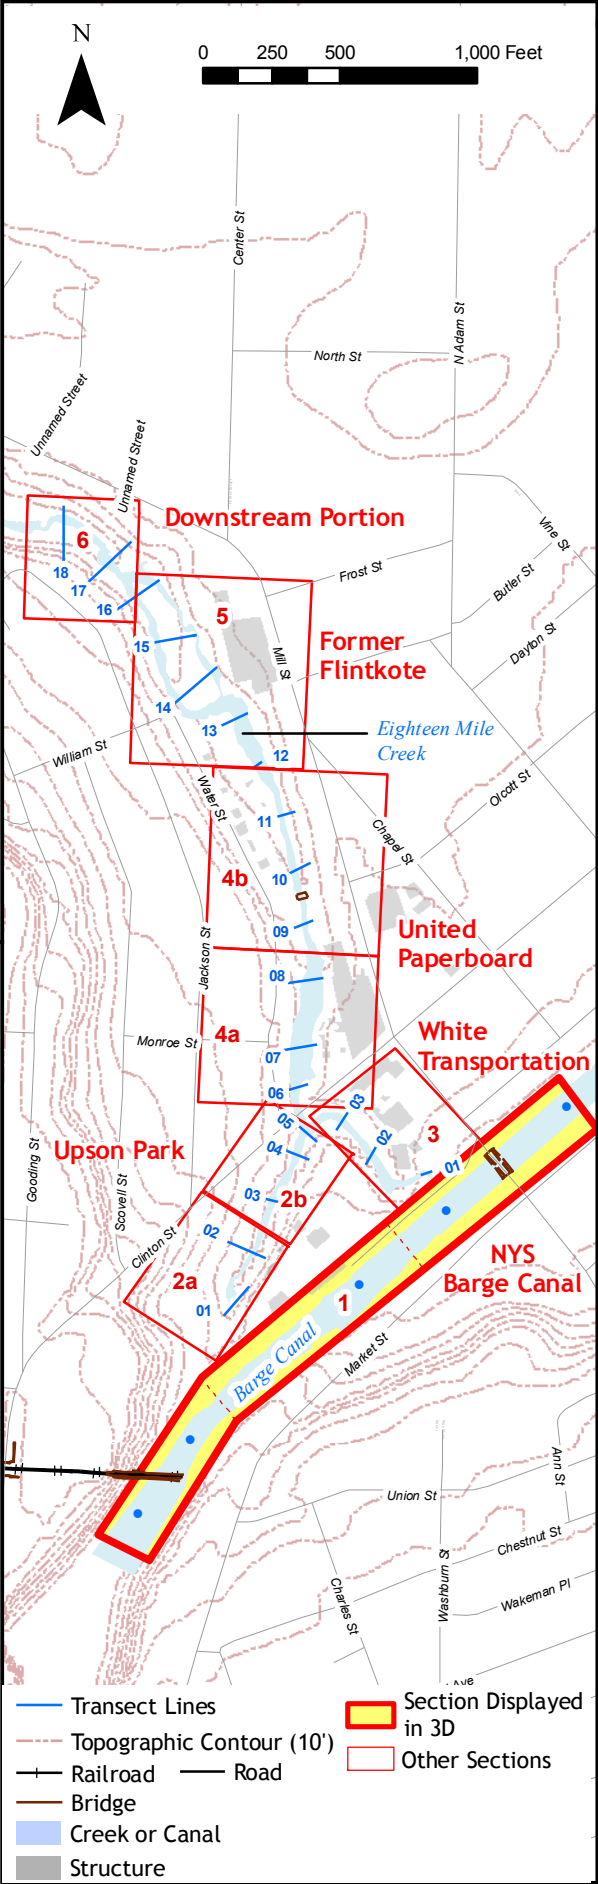 N
0 250 500 1,000 Feet
Center St
N Adam St
North St
Unnamed Street
Unnamed Street
Downstream Portion
Vine St
6
18
17
16
Frost St
Butler St
5
Dayton St
15
Former
Flintkote
Mill St
14
13
Eighteen Mile
Creek
William St
12
Water St
Olcott St
11
Chapel St
10
4b
09
United
Paperboard
Jackson St
08
4a
Monroe St
07
White
Transportation
06
03
05
02
3
Upson Park
04
01
Gooding St
Scovell St
03
2b
Clinton St
02
NYS
Barge Canal
2a
01
1
Barge Canal
Market St
Ann St
Union St
Chestnut St
Washburn St
Charles St
Wakeman Pl
Ave
Transect Lines
Section Displayed
in 3D
Topographic Contour (10')
Other Sections
Railroad
Road
Bridge
Creek or Canal
Structure